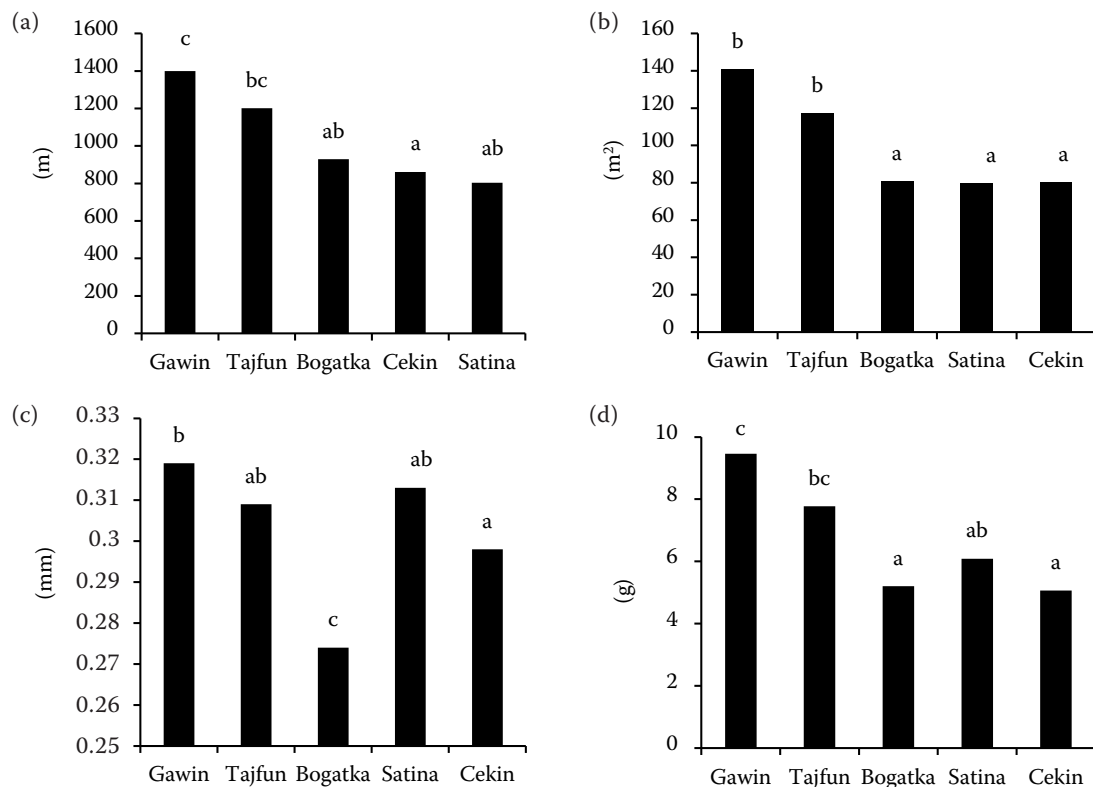 (a)
1600
1400
1200
1000
800
600
400
200
0
(m)
c
bc
ab
a
ab
Gawin Tajfun Bogatka Cekin Satina
(b)
160
140
120
100
80
60
40
20
0
(m²)
b
b
a
a
a
Gawin Tajfun Bogatka Satina Cekin
(c)
0.33
0.32
0.31
0.3
0.29
0.28
0.27
0.26
0.25
(mm)
b
ab
c
ab
a
Gawin Tajfun Bogatka Satina Cekin
(d)
10
8
6
4
2
0
(g)
c
bc
a
ab
a
Gawin Tajfun Bogatka Satina Cekin